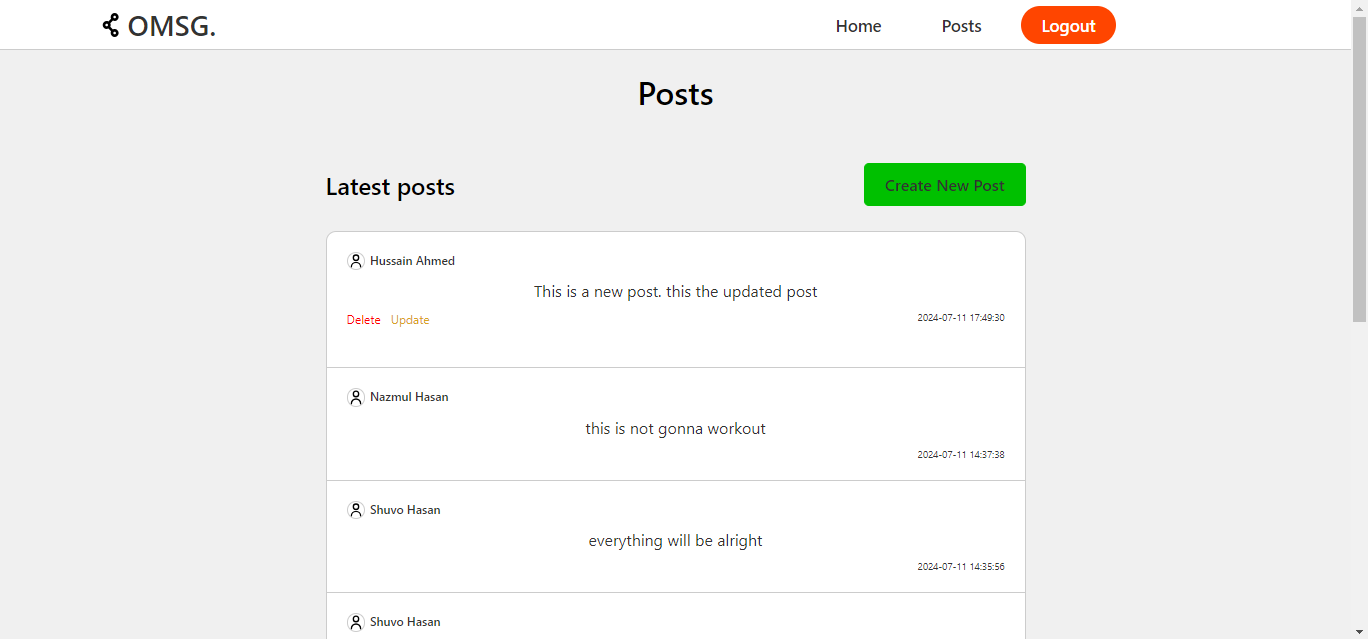 OMSG.
Home Posts Logout
Posts
Latest posts
Create New Post
Hussain Ahmed
This is a new post. this the updated post
Delete Update
2024-07-11 17:49:30
Nazmul Hasan
this is not gonna workout
2024-07-11 14:37:38
Shuvo Hasan
everything will be alright
2024-07-11 14:35:56
Shuvo Hasan